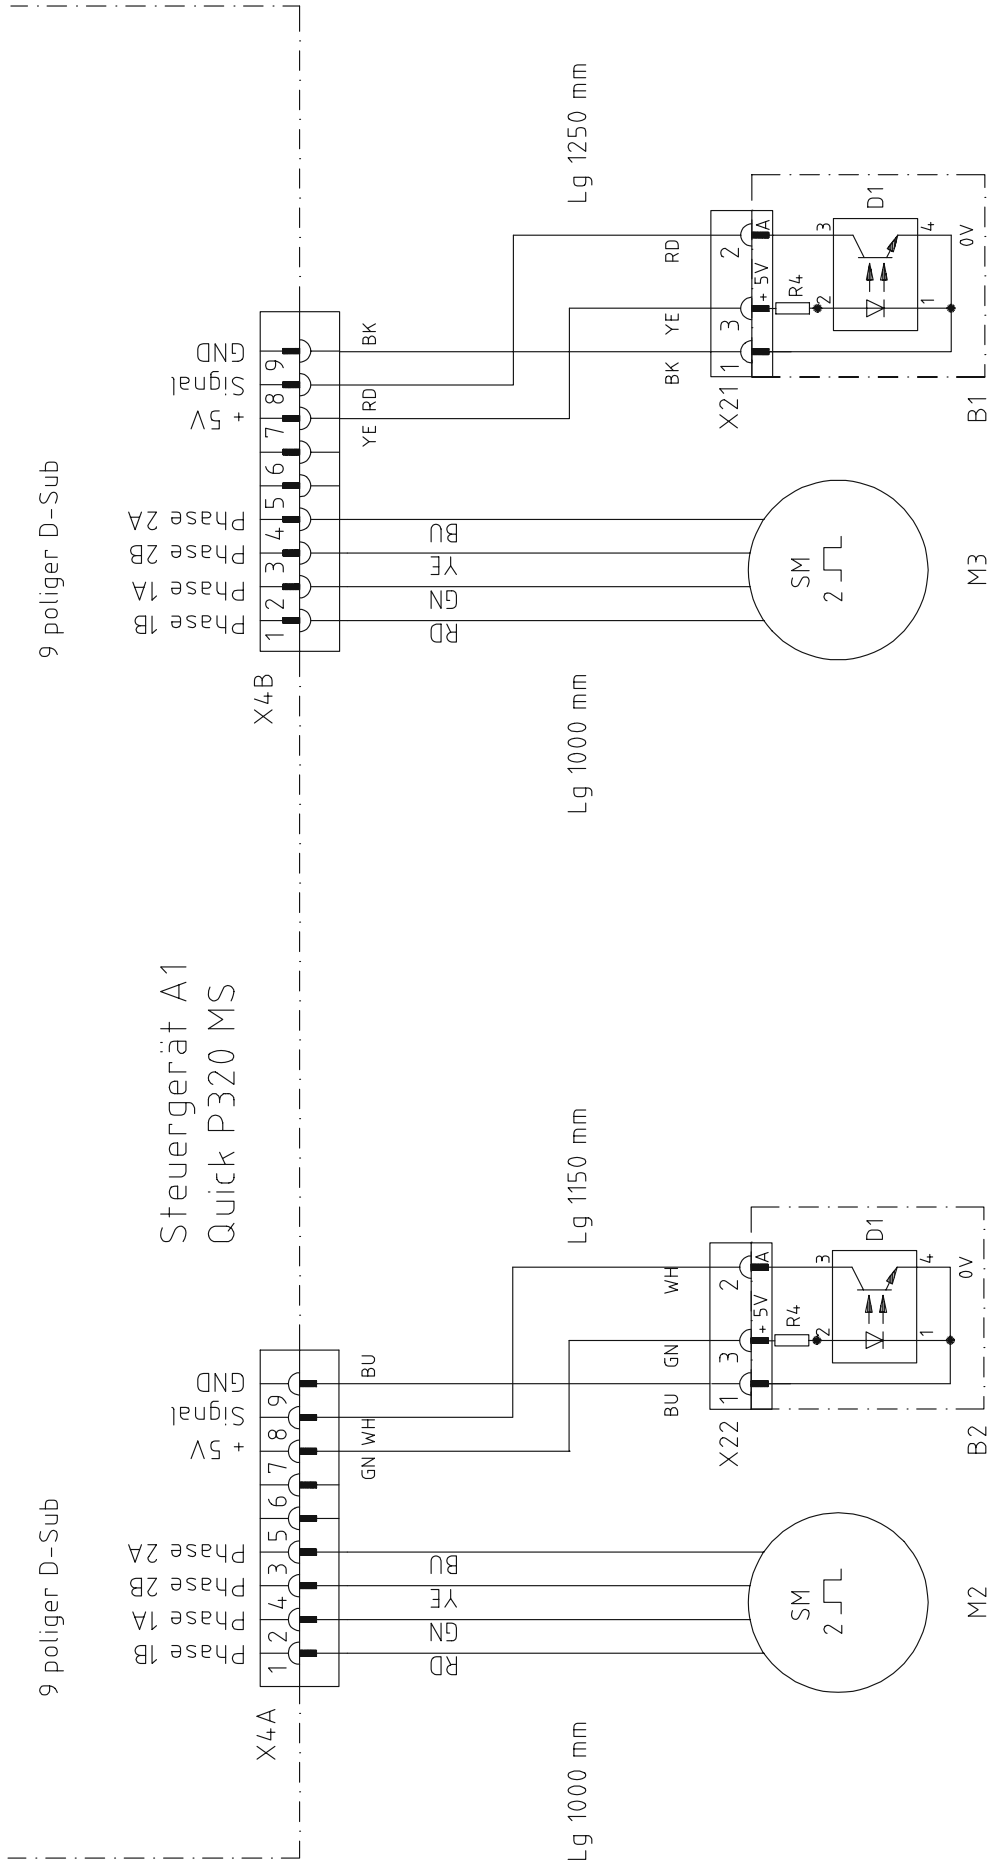 9 poliger D-Sub
GND
Signal
+ 5V
Phase 2A
Phase 2B
Phase 1A
Phase 1B
9
8
7
6
5
4
3
2
1
X4B
BK
RD
YE
BU
YE
GN
RD
Lg 1250 mm
Lg 1000 mm
RD
YE
BK
2
3
1
X21
A
+ 5V
R4
D1
3
2
4
1
0V
B1
SM
2
M3
Steuergerät A1
Quick P320 MS
9 poliger D-Sub
GND
Signal
+ 5V
Phase 2A
Phase 2B
Phase 1A
Phase 1B
9
8
7
6
5
3
4
2
1
X4A
BU
WH
GN
BU
YE
GN
RD
Lg 1150 mm
Lg 1000 mm
WH
GN
BU
2
3
1
X22
A
+ 5V
R4
D1
3
2
4
1
0V
B2
SM
2
M2